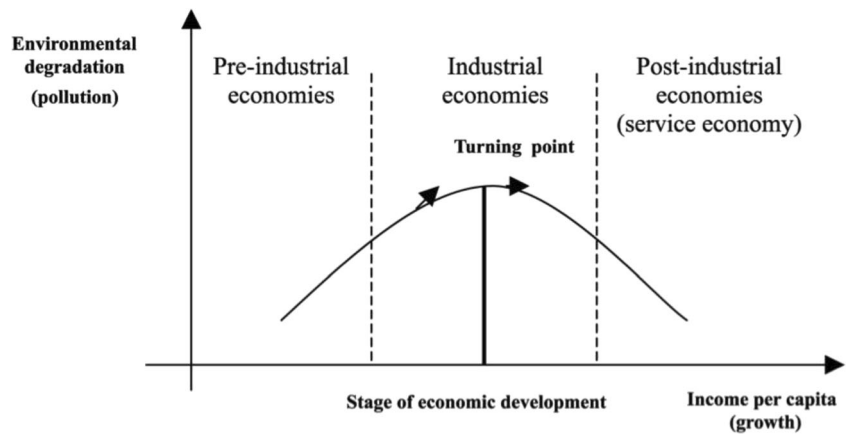 Environmental
degradation
(pollution)
Pre-industrial
economies
Industrial
economies
Post-industrial
economies
(service economy)
Turning point
Stage of economic development
Income per capita
(growth)